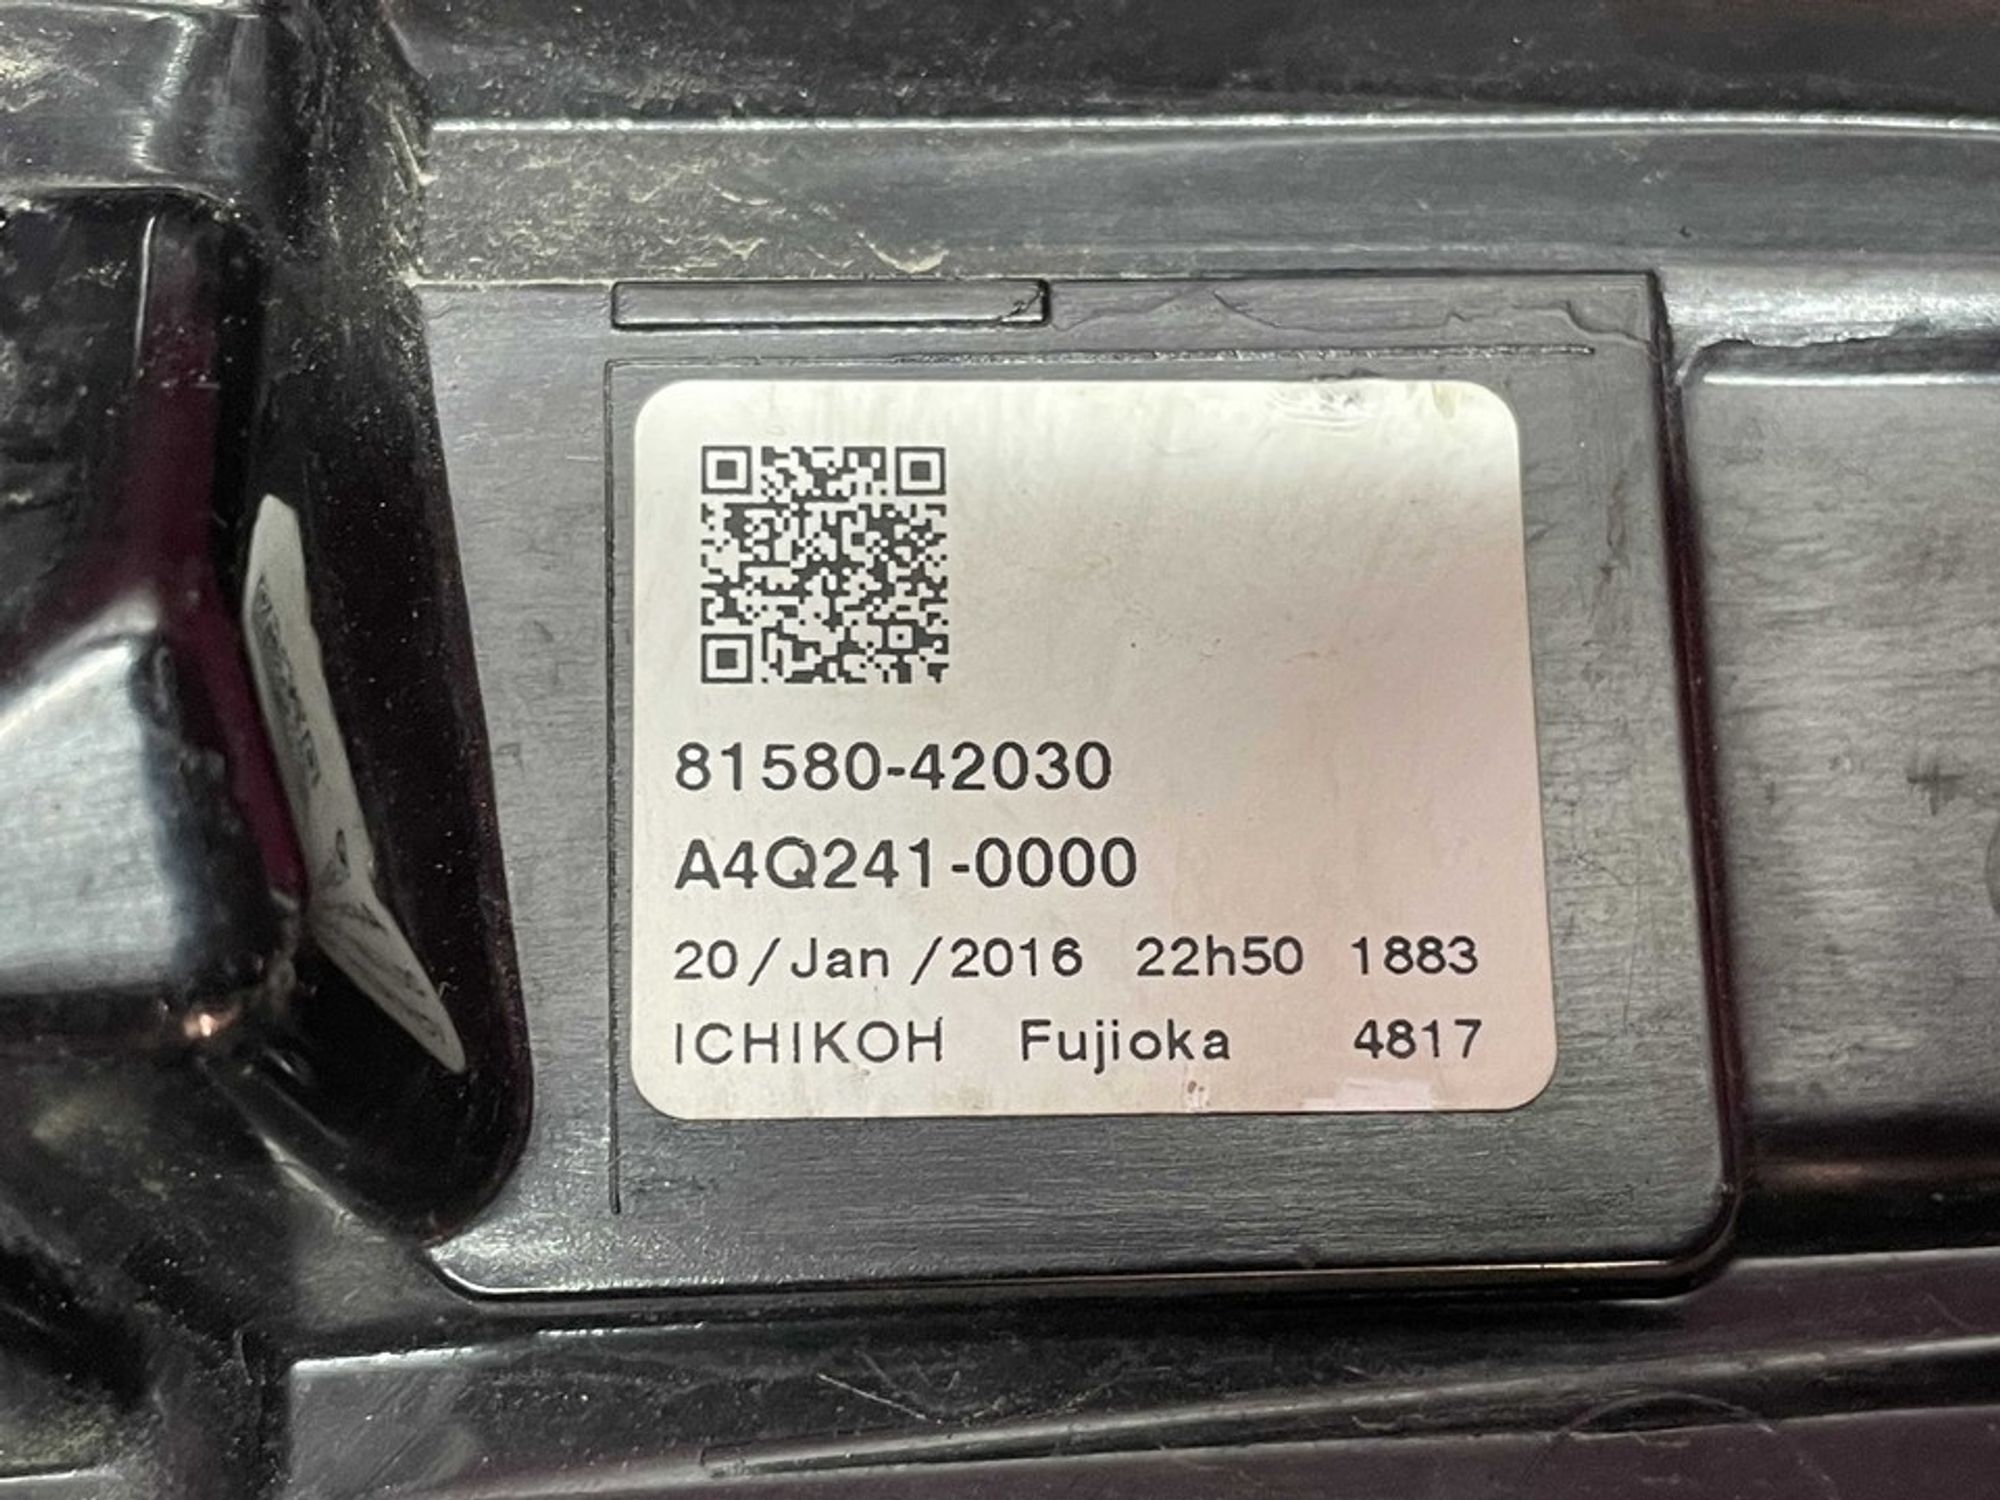 81580-42030
A4Q241-0000
20/Jan/2016 22h50 1883
ICHIKOH Fujioka 4817